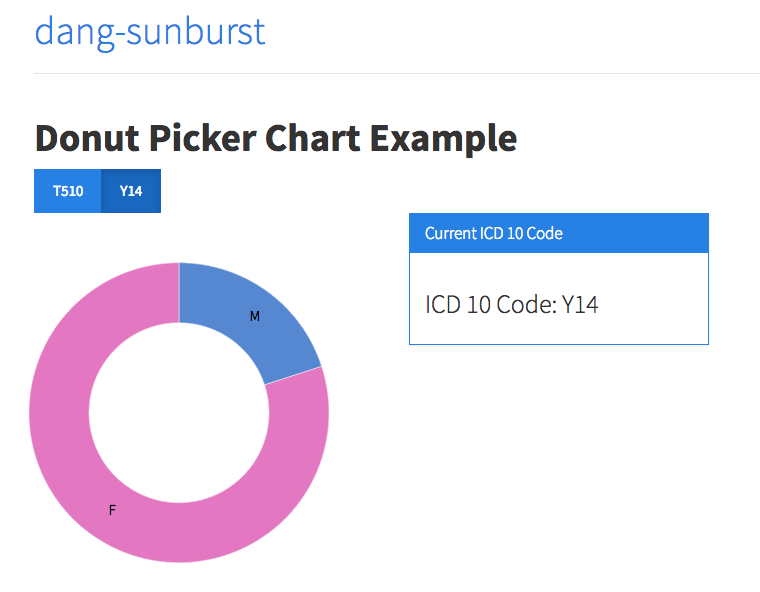 dang-sunburst
Donut Picker Chart Example
T510 Y14
Current ICD 10 Code
ICD 10 Code: Y14
M
F